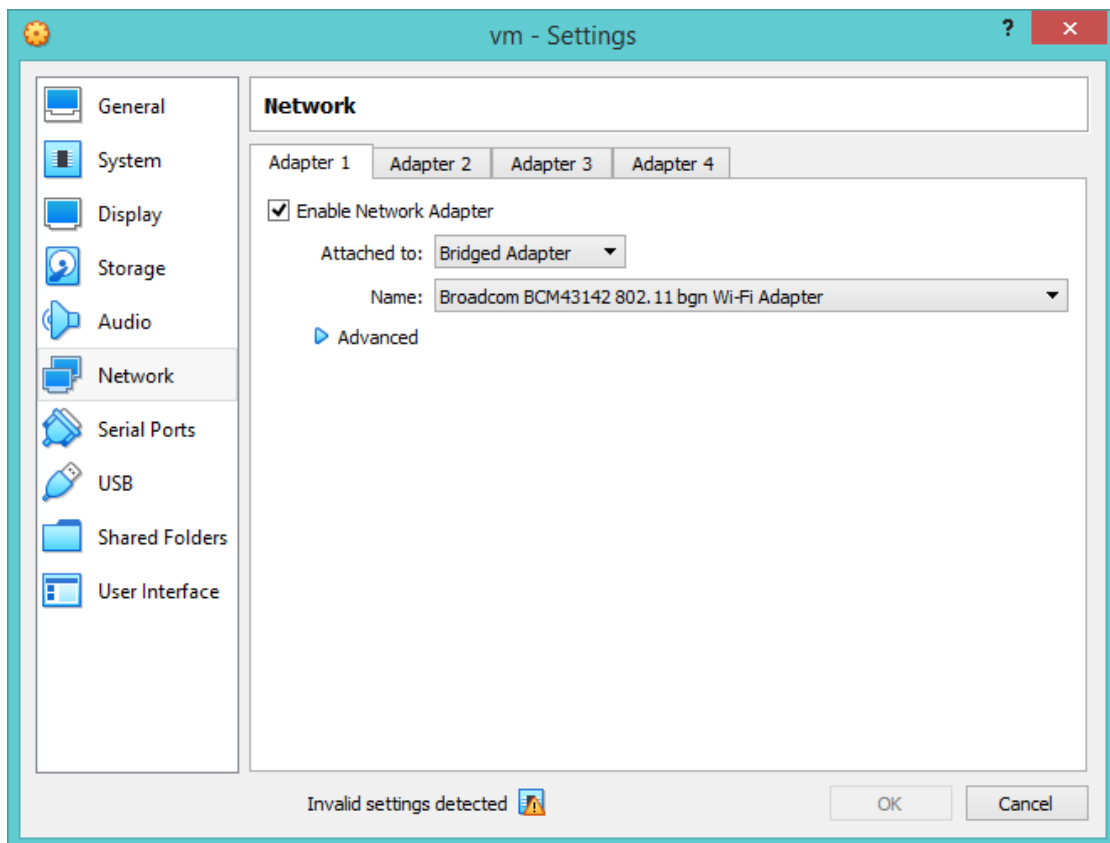 vm - Settings
?
×
General
System
Display
Storage
Audio
Network
Serial Ports
USB
Shared Folders
User Interface
Network
Adapter 1
Adapter 2
Adapter 3
Adapter 4
Enable Network Adapter
Attached to: Bridged Adapter
Name: Broadcom BCM43142 802.11 bgn Wi-Fi Adapter
Advanced
Invalid settings detected
OK
Cancel